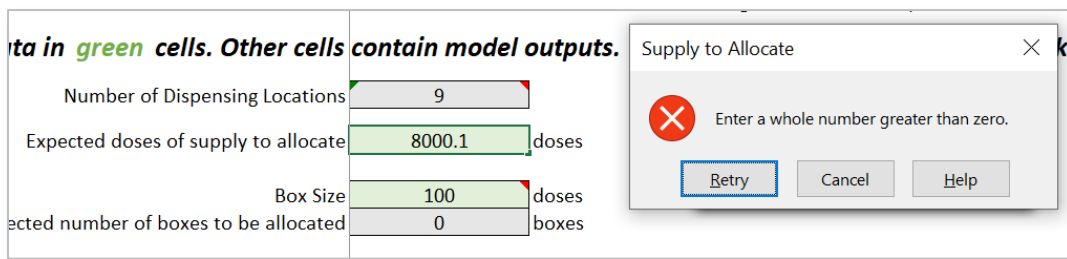 ta in green cells. Other cells contain model outputs.
Supply to Allocate
Number of Dispensing Locations 9
Enter a whole number greater than zero.
Expected doses of supply to allocate 8000.1 doses
Retry Cancel Help
Box Size 100 doses
ected number of boxes to be allocated 0 boxes